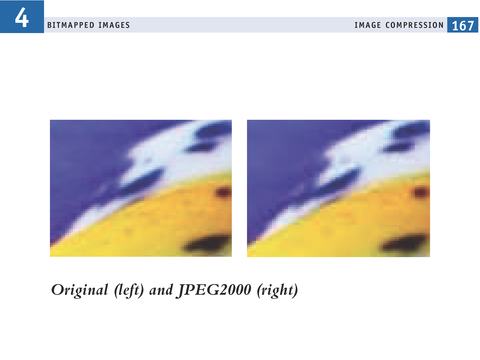 4
BITMAPPED IMAGES
IMAGE COMPRESSION 167
Original (left) and JPEG2000 (right)